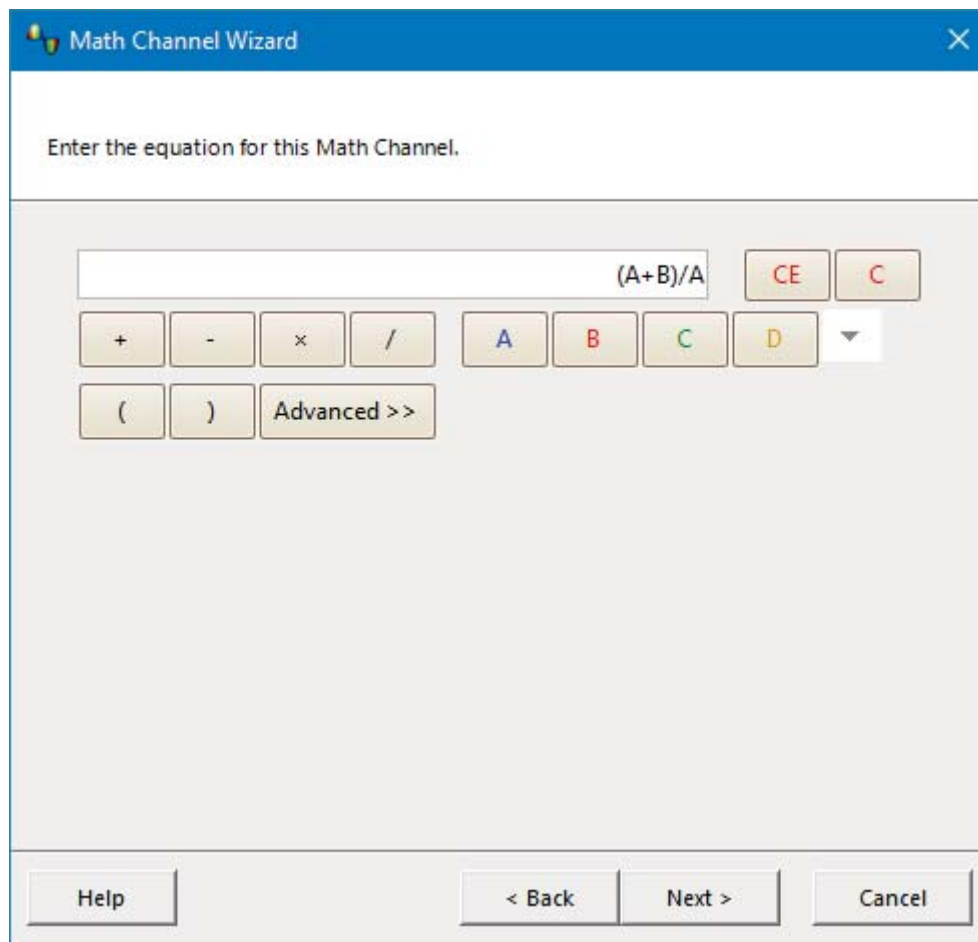 Math Channel Wizard
Enter the equation for this Math Channel.
(A+B)/A CE C
+ - × / A B C D
( ) Advanced >>
Help < Back Next > Cancel